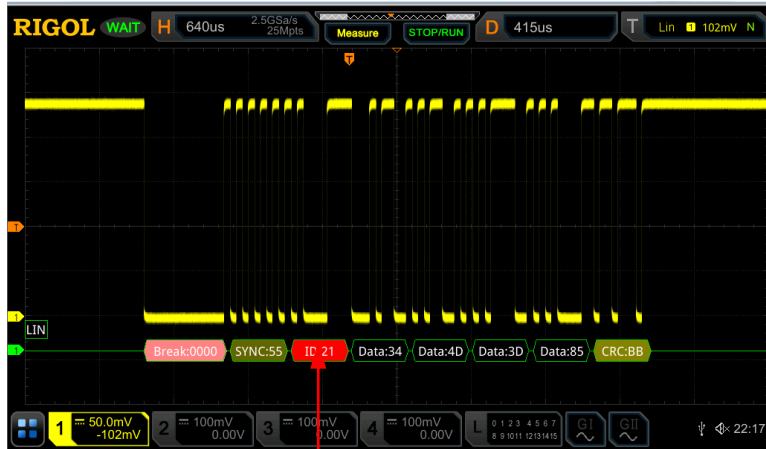 RIGOL WAIT H 640us 2.5GSa/s 25Mpts Measure STOP/RUN D 415us T Lin 1 102mV N
T
T
1
LIN
1 Break:0000 SYNC:55 ID:21 Data:34 Data:4D Data:3D Data:85 CRC:BB
1 50.0mV -102mV 2 100mV 0.00V 3 100mV 0.00V 4 100mV 0.00V L 0 1 2 3 4 5 6 7 8 9 10 11 12 13 14 15 GI GII 22:17